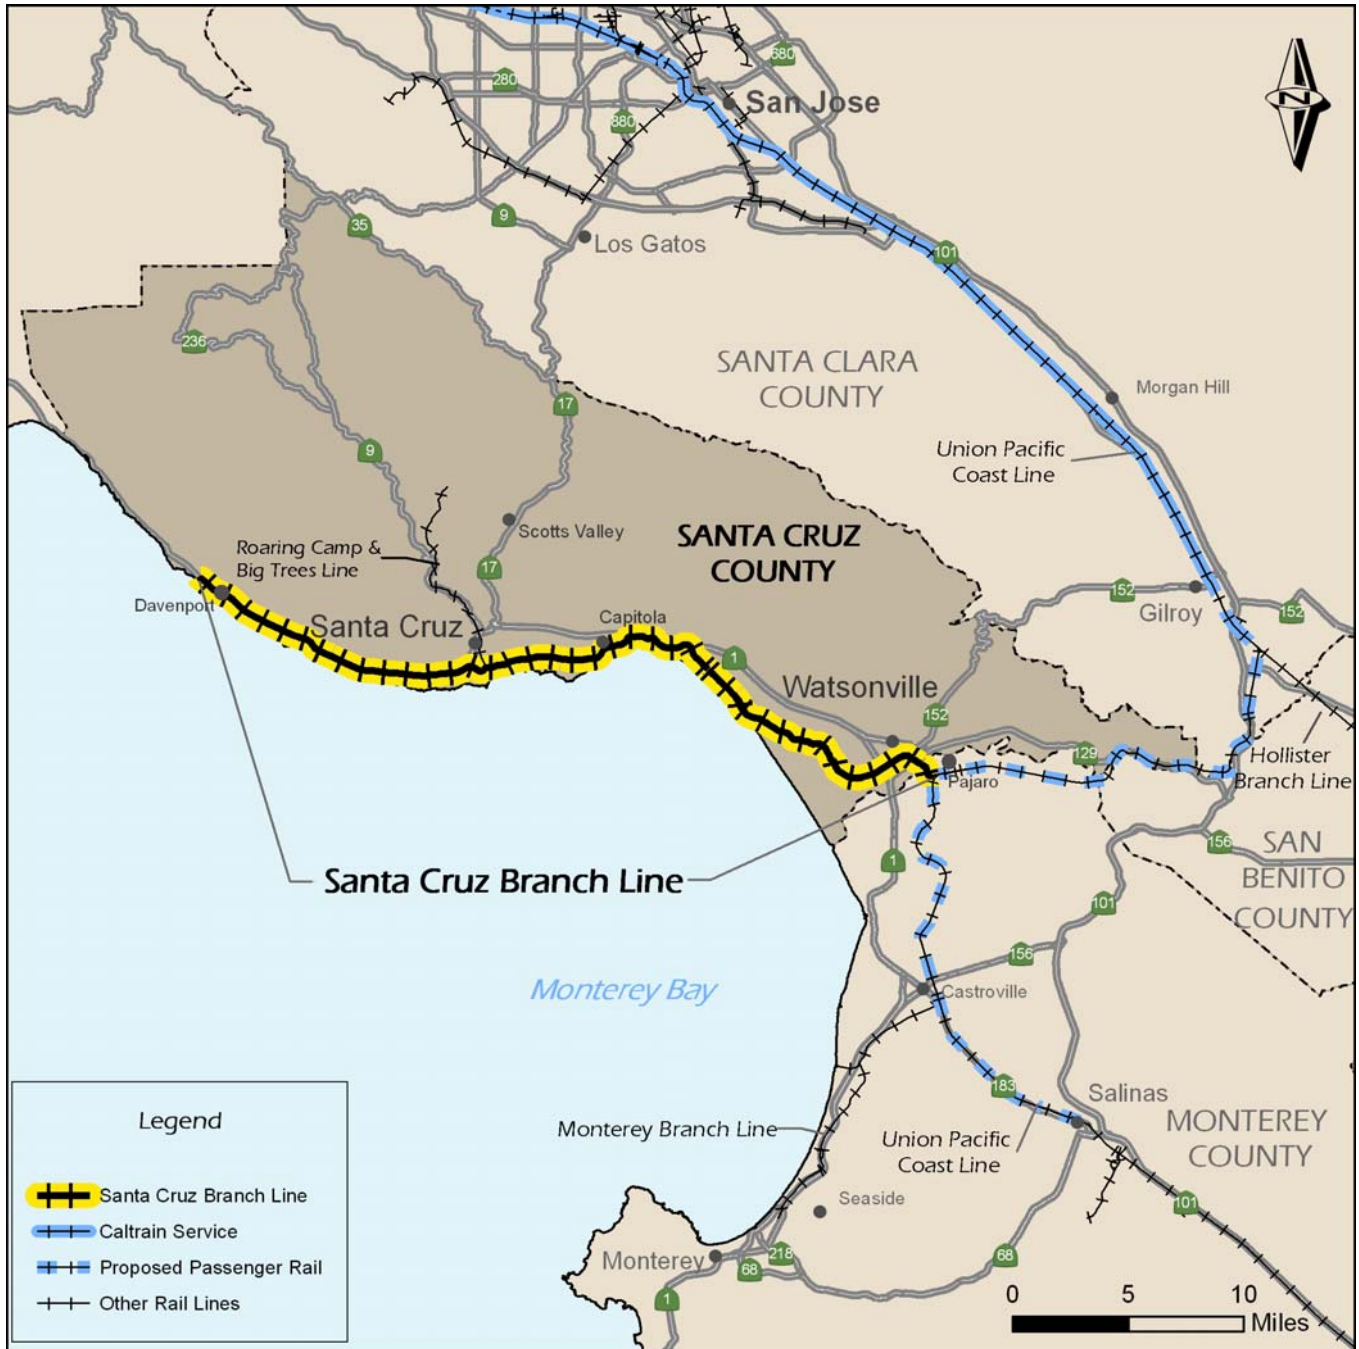 280
680
880
San Jose
N
35
9
Los Gatos
101
236
SANTA CLARA
COUNTY
Morgan Hill
17
9
Union Pacific
Coast Line
Scotts Valley
SANTA CRUZ
COUNTY
Roaring Camp &
Big Trees Line
17
152
Gilroy
152
Davenport
Santa Cruz
Capitola
1
Watsonville
152
129
Pajaro
Hollister
Branch Line
1
156
SAN
BENITO
COUNTY
Santa Cruz Branch Line
101
156
Monterey Bay
Castroville
183
Salinas
Monterey Branch Line
Union Pacific
Coast Line
MONTEREY
COUNTY
Seaside
101
Monterey
218
68
68
1
Legend
Santa Cruz Branch Line
Caltrain Service
Proposed Passenger Rail
Other Rail Lines
0 5 10
Miles